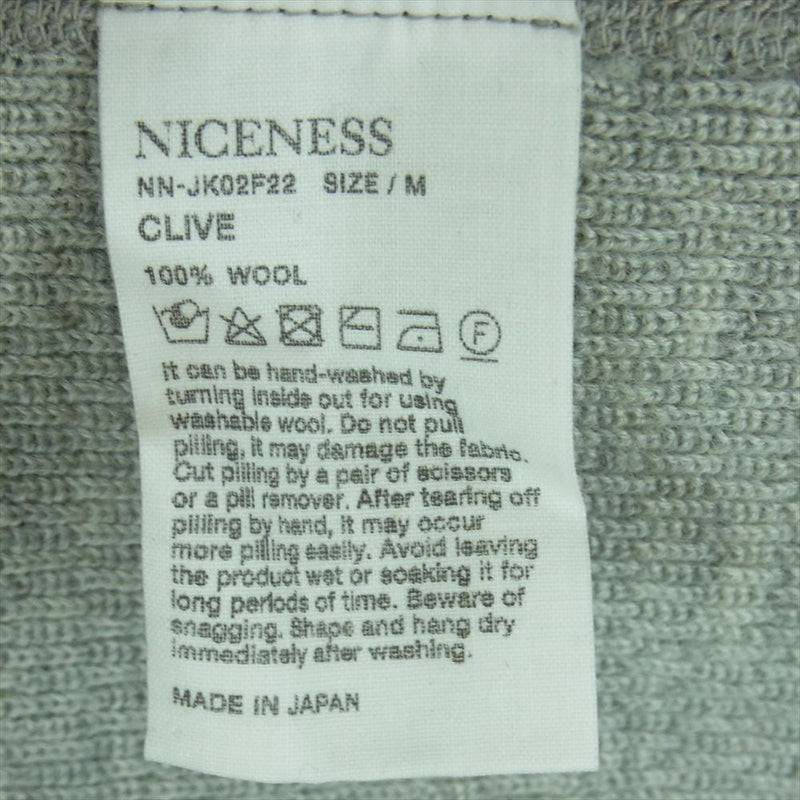 NICENESS
NN-JK02F22 SIZE / M
CLIVE
100% WOOL
F
It can be hand-washed by
turning inside out for using
washable wool. Do not pull
pilling, it may damage the fabric.
Cut pilling by a pair of scissors
or a pill remover. After tearing off
pilling by hand, it may occur
more pilling easily. Avoid leaving
the product wet or soaking it for
long periods of time. Beware of
snagging. Shape and hang dry
immediately after washing.
MADE IN JAPAN